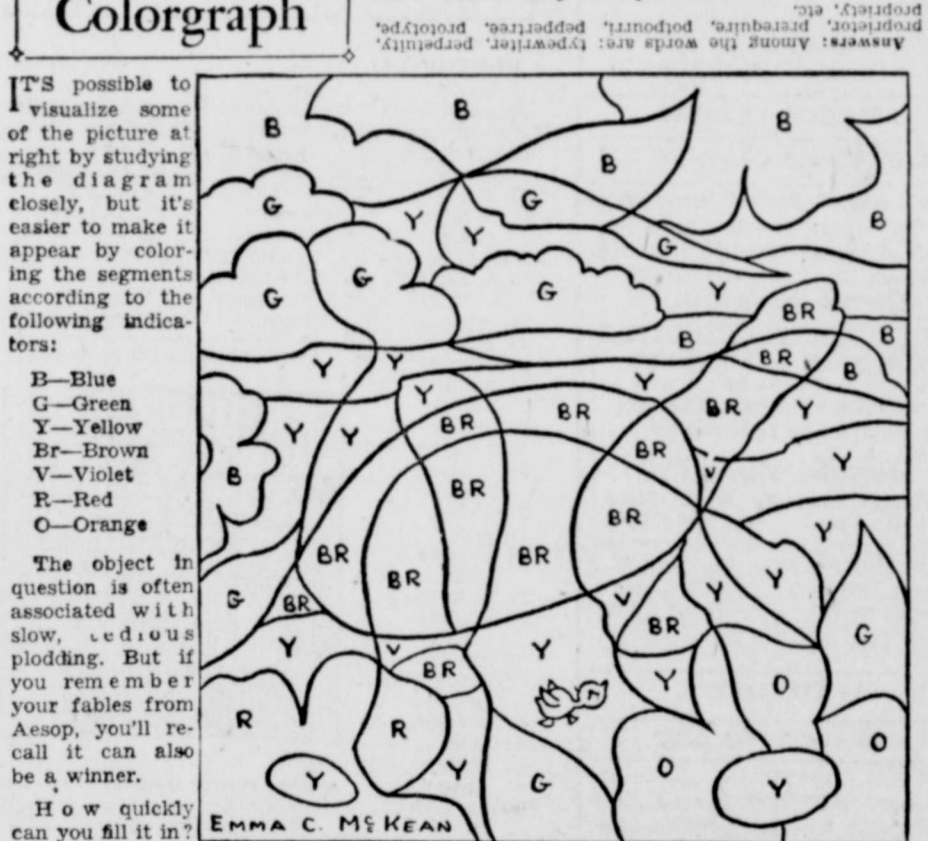 Colorgraph
Answers: Among the words are: typewriter, perpetuity,
proprietor, prerequire, potpourri, peppertree, prototype,
propriety, etc.
IT'S possible to
visualize some
of the picture at
right by studying
the diagram
closely, but it's
easier to make it
appear by color-
ing the segments
according to the
following indica-
tors:
B—Blue
G—Green
Y—Yellow
Br—Brown
V—Violet
R—Red
O—Orange
The object in
question is often
associated with
slow, tedious
plodding. But if
you remember
your fables from
Aesop, you'll re-
call it can also
be a winner.
How quickly
can you fill it in?
B
B
B
B
G
G
Y
Y
B
G
G
G
G
Y
BR
B
B
Y
Y
BR
B
Y
Y
BR
BR
BR
Y
Y
Y
BR
V
Y
B
BR
BR
Y
BR
BR
BR
Y
Y
G
BR
V
BR
G
Y
V
BR
Y
Y
O
R
R
O
Y
Y
G
O
Y
EMMA C. McKEAN